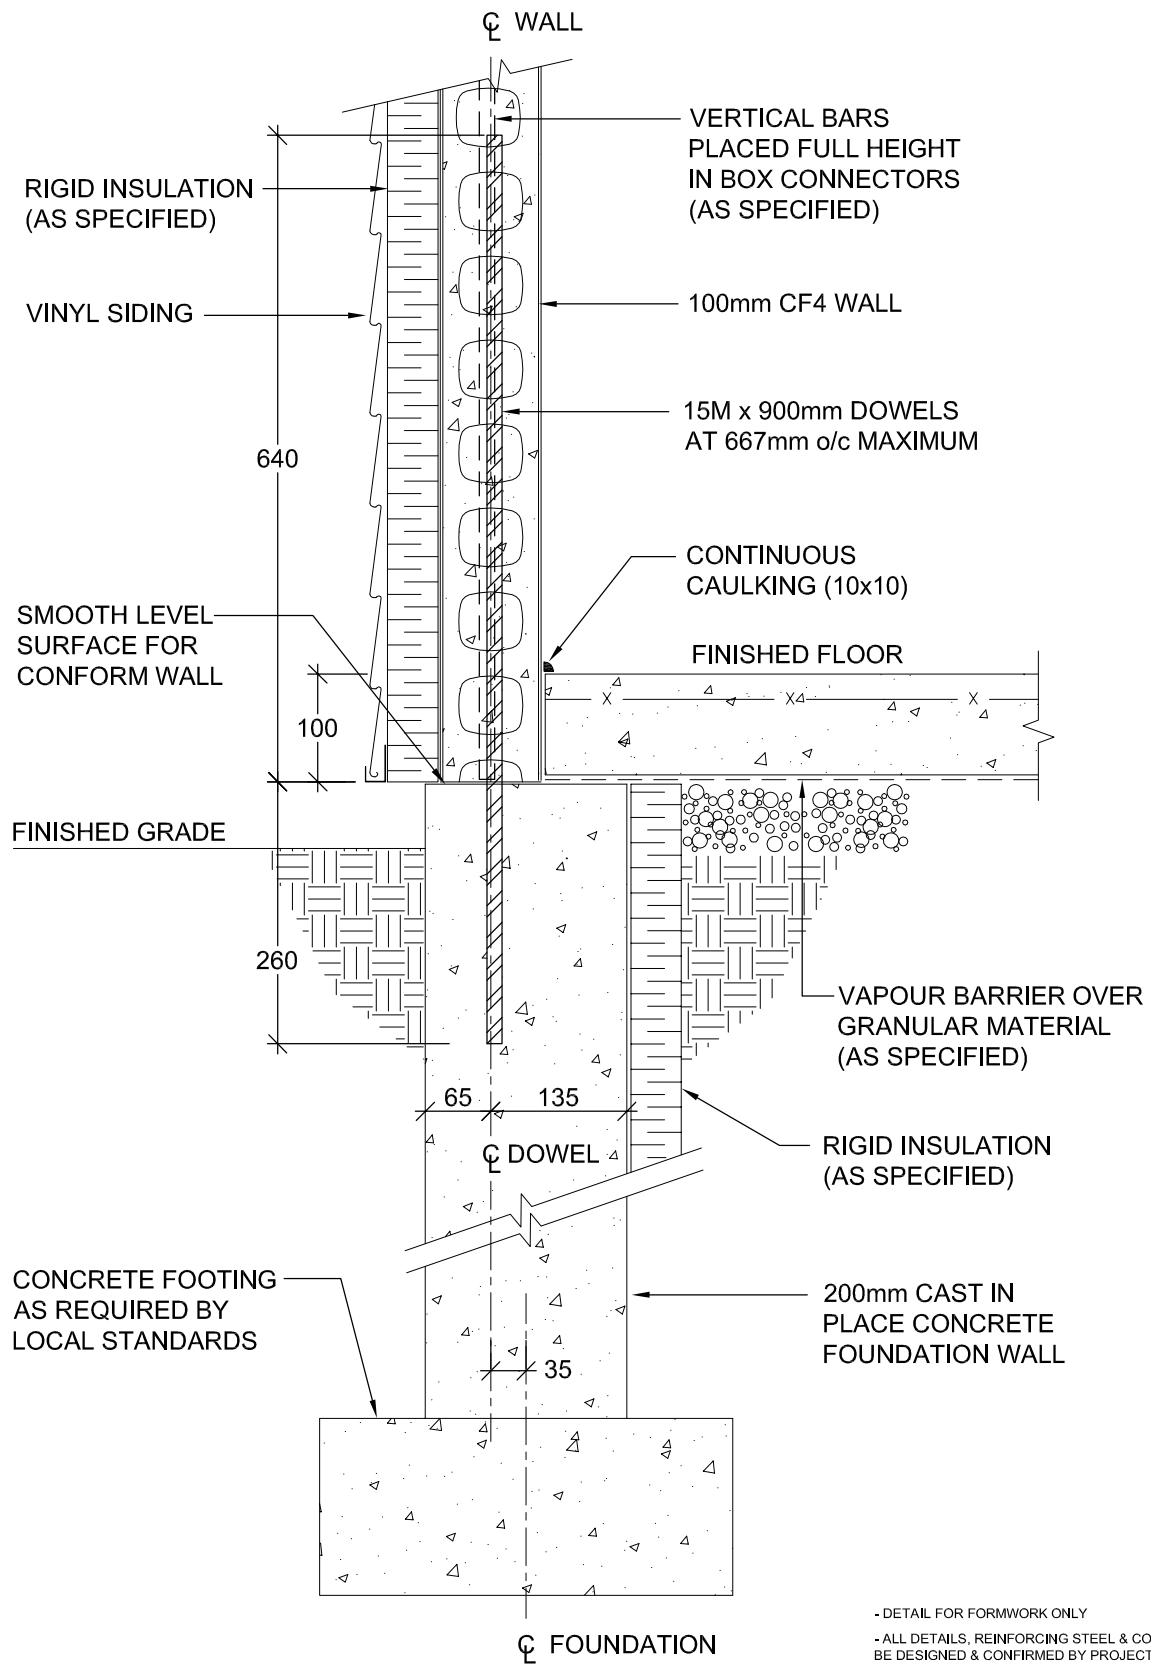 CL WALL
VERTICAL BARS
PLACED FULL HEIGHT
IN BOX CONNECTORS
(AS SPECIFIED)
RIGID INSULATION
(AS SPECIFIED)
VINYL SIDING
100mm CF4 WALL
15M x 900mm DOWELS
AT 667mm o/c MAXIMUM
640
CONTINUOUS
CAULKING (10x10)
SMOOTH LEVEL
SURFACE FOR
CONFORM WALL
FINISHED FLOOR
X X X
100
FINISHED GRADE
260
VAPOUR BARRIER OVER
GRANULAR MATERIAL
(AS SPECIFIED)
65 135
CL DOWEL
RIGID INSULATION
(AS SPECIFIED)
CONCRETE FOOTING
AS REQUIRED BY
LOCAL STANDARDS
200mm CAST IN
PLACE CONCRETE
FOUNDATION WALL
35
CL FOUNDATION
- DETAIL FOR FORMWORK ONLY
- ALL DETAILS, REINFORCING STEEL & CO
BE DESIGNED & CONFIRMED BY PROJECT